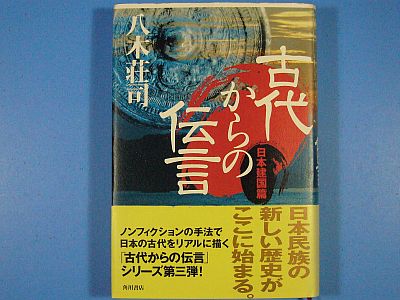 八木荘司
古代
からの
伝言
日本建国篇
日本民族の
新しい歴史が
ここに始まる。
ノンフィクションの手法で
日本の古代をリアルに描く
「古代からの伝言」
シリーズ第三弾!
角川書店